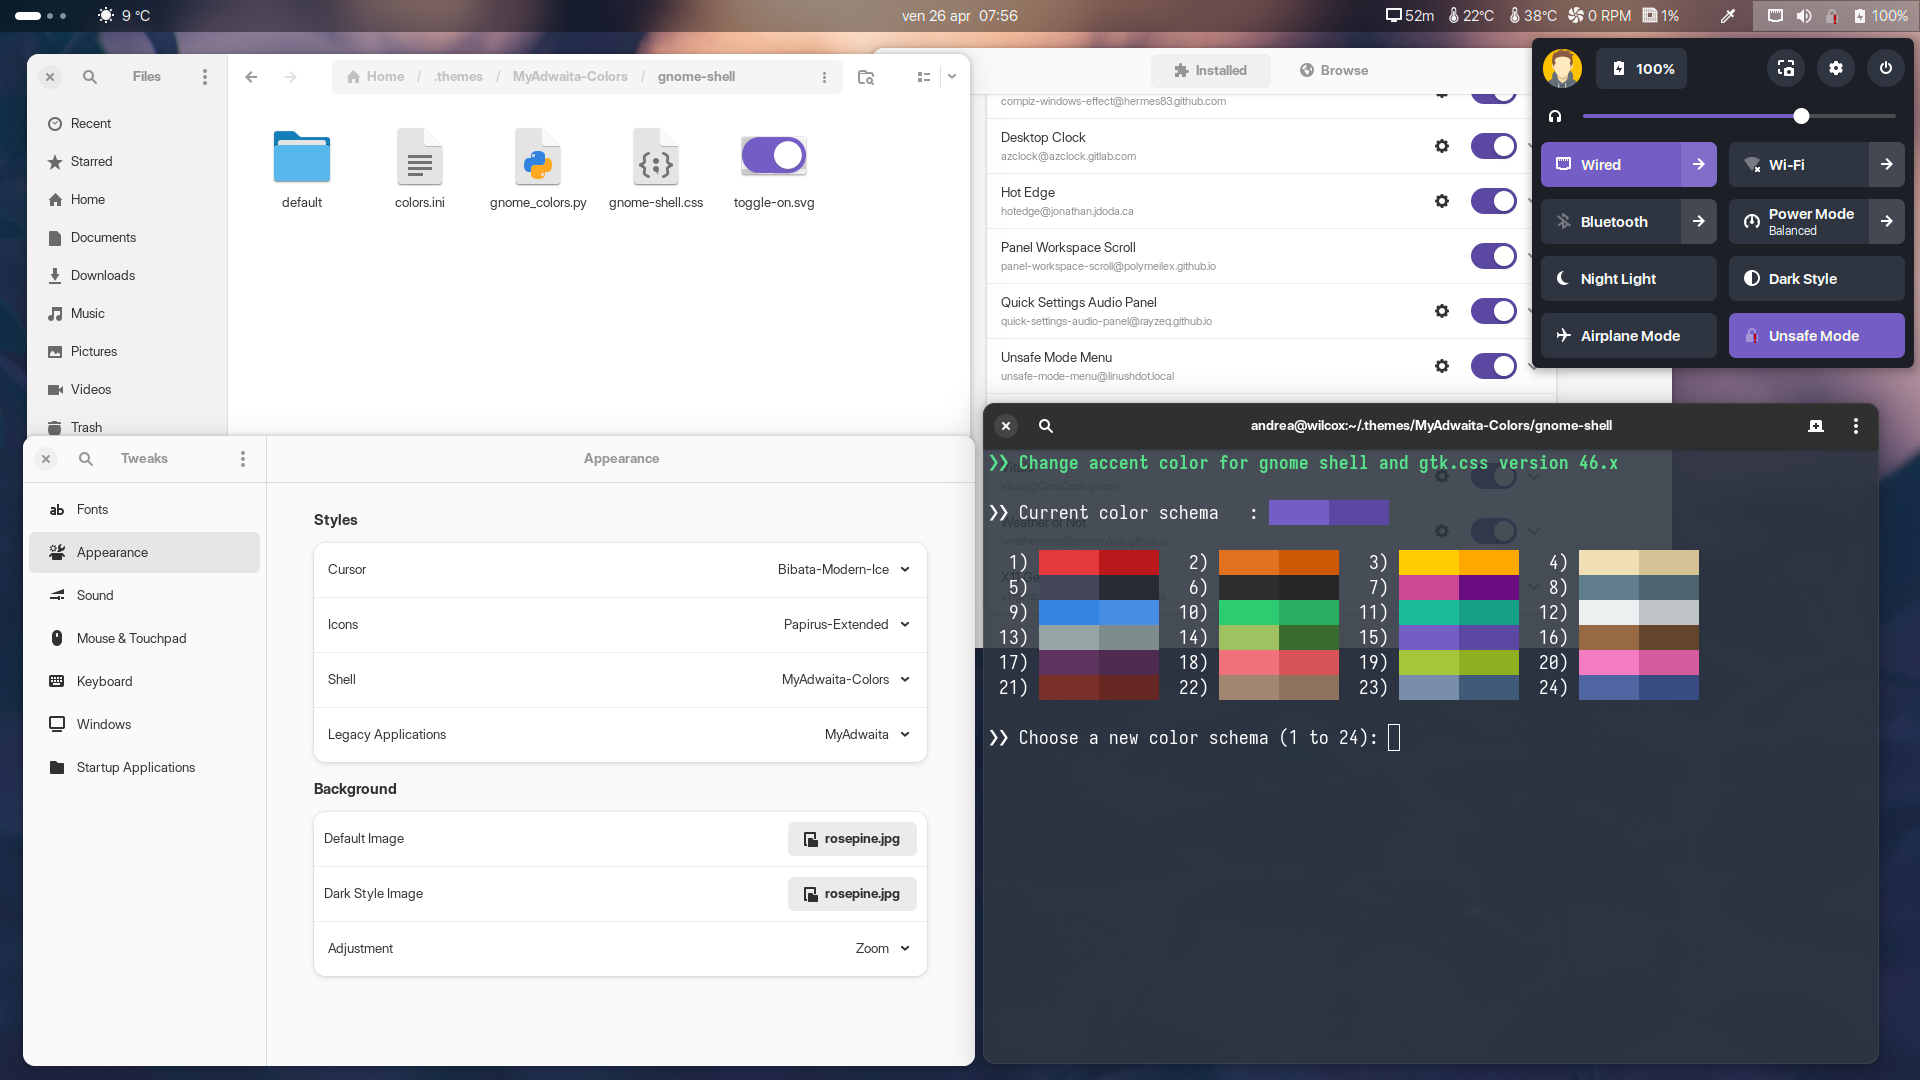 9 °C
ven 26 apr 07:56
52m 22°C 38°C 0 RPM 1% 100%
Files
Home / .themes / MyAdwaita-Colors / gnome-shell
Recent
Starred
Home
Documents
Downloads
Music
Pictures
Videos
Trash
default
colors.ini
gnome_colors.py
gnome-shell.css
toggle-on.svg
Installed Browse
compiz-windows-effect@hermes83.github.com
Desktop Clock
azclock@azclock.gitlab.com
Hot Edge
hotedge@jonathan.jdoda.ca
Panel Workspace Scroll
panel-workspace-scroll@polymeilex.github.io
Quick Settings Audio Panel
quick-settings-audio-panel@rayzeq.github.io
Unsafe Mode Menu
unsafe-mode-menu@linushdot.local
100%
Wired
Wi-Fi
Bluetooth
Power Mode
Balanced
Night Light
Dark Style
Airplane Mode
Unsafe Mode
Tweaks
Appearance
ab Fonts
Appearance
Sound
Mouse & Touchpad
Keyboard
Windows
Startup Applications
Styles
Cursor Bibata-Modern-Ice
Icons Papirus-Extended
Shell MyAdwaita-Colors
Legacy Applications MyAdwaita
Background
Default Image rosepine.jpg
Dark Style Image rosepine.jpg
Adjustment Zoom
andrea@wilcox:~/.themes/MyAdwaita-Colors/gnome-shell
❯❯ Change accent color for gnome shell and gtk.css version 46.x
❯❯ Current color schema :
1) 2) 3) 4)
5) 6) 7) 8)
9) 10) 11) 12)
13) 14) 15) 16)
17) 18) 19) 20)
21) 22) 23) 24)
❯❯ Choose a new color schema (1 to 24):